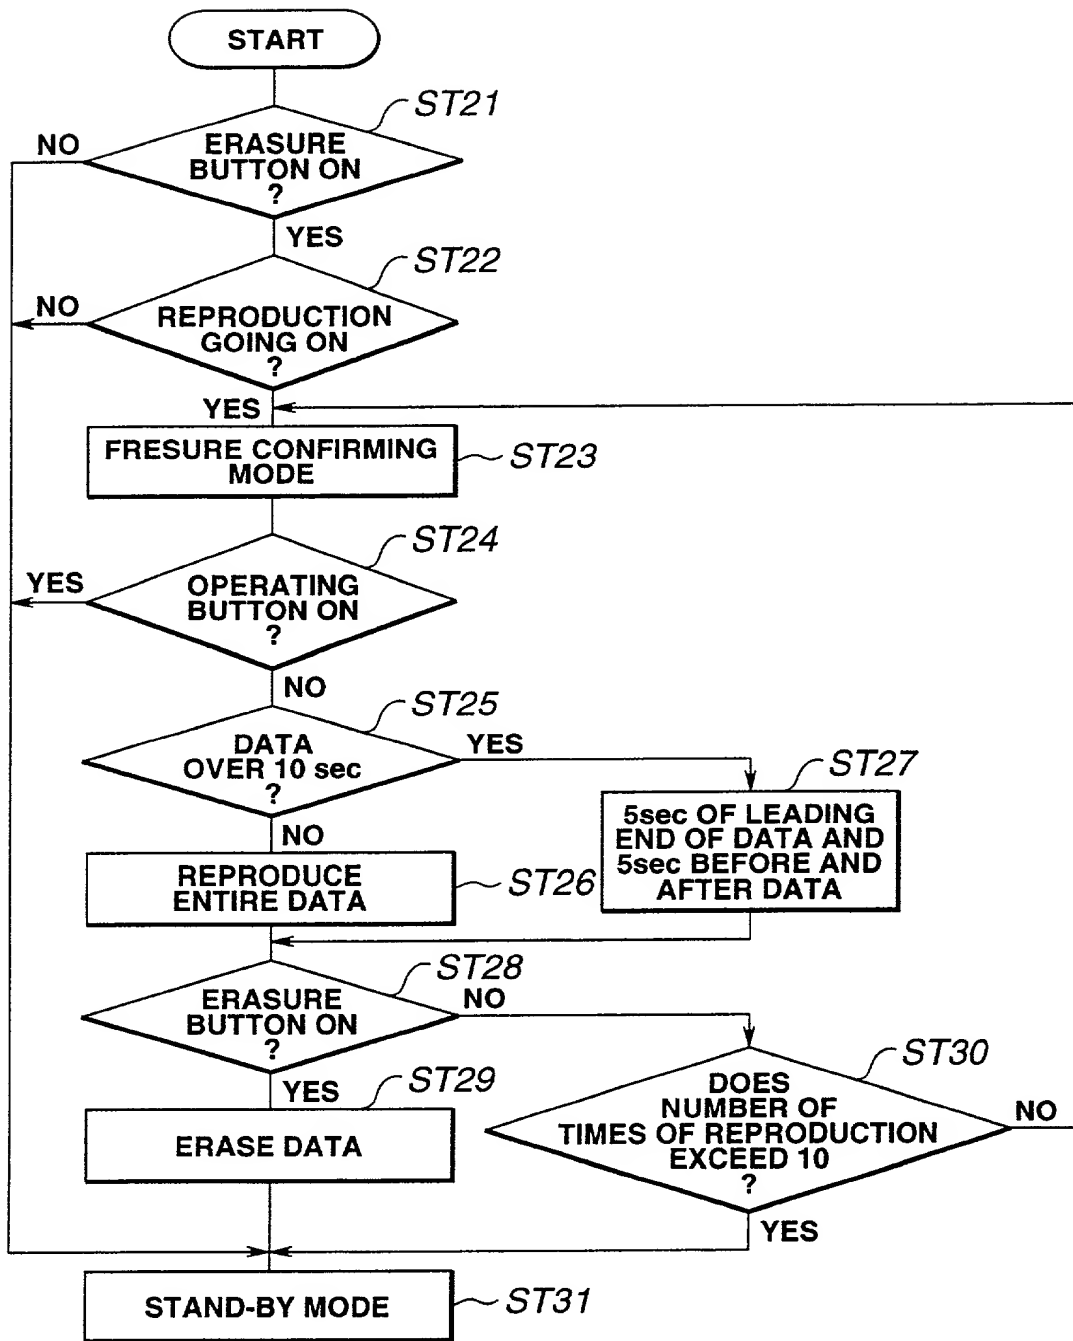 START
ST21
NO
ERASURE
BUTTON ON
?
YES
ST22
NO
REPRODUCTION
GOING ON
?
YES
FRESURE CONFIRMING
MODE
ST23
ST24
YES
OPERATING
BUTTON ON
?
NO
ST25
DATA
OVER 10 sec
?
YES
ST27
5sec OF LEADING
END OF DATA AND
5sec BEFORE AND
AFTER DATA
NO
REPRODUCE
ENTIRE DATA
ST26
ST28
ERASURE
BUTTON ON
?
NO
YES
ST29
ERASE DATA
ST30
DOES
NUMBER OF
TIMES OF REPRODUCTION
EXCEED 10
?
NO
YES
STAND-BY MODE
ST31